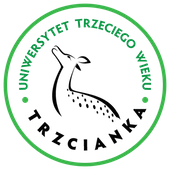 · UNIWERSYTET TRZECIEGO WIEKU ·
TRZCIANKA